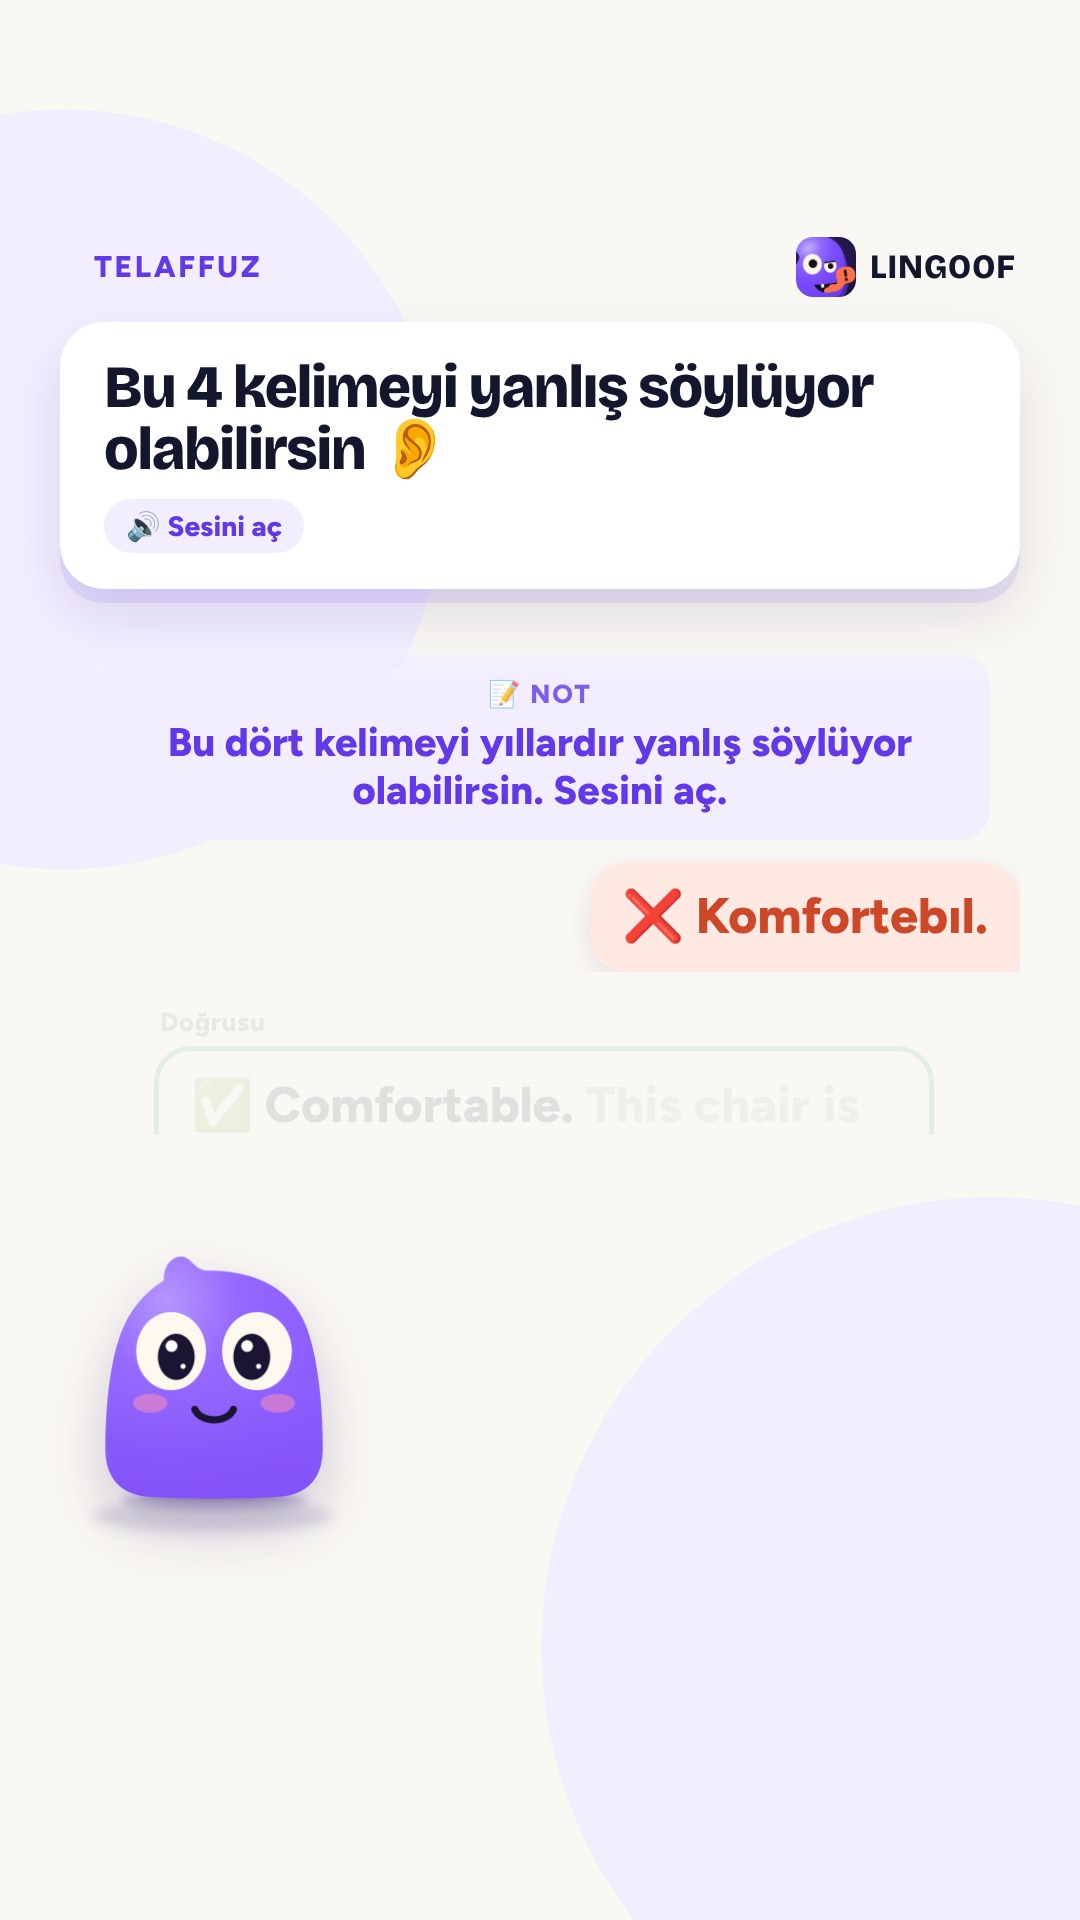 TELAFFUZ
LINGOOF
Bu 4 kelimeyi yanlış söylüyor
olabilirsin 👂
🔊 Sesini aç
📝 NOT
Bu dört kelimeyi yıllardır yanlış söylüyor
olabilirsin. Sesini aç.
❌ Komfortebıl.
Doğrusu
✅ Comfortable. This chair is